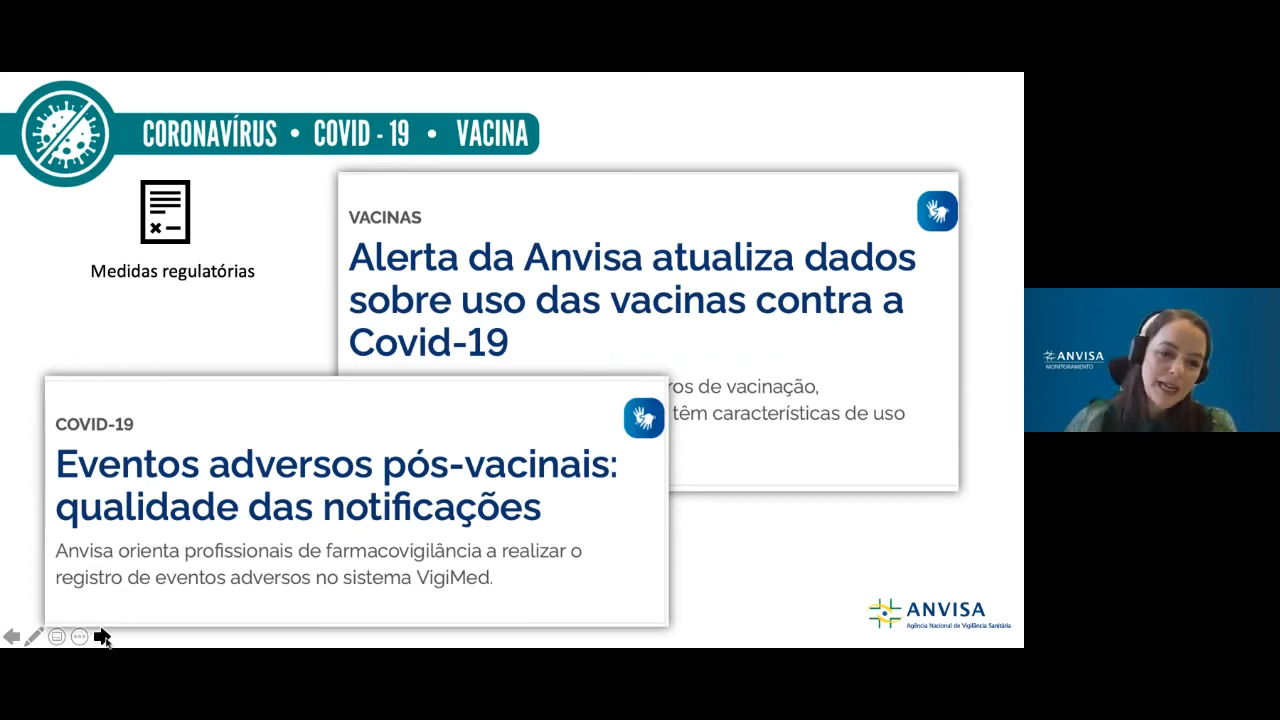 CORONAVÍRUS • COVID - 19 • VACINA
Medidas regulatórias
VACINAS
Alerta da Anvisa atualiza dados
sobre uso das vacinas contra a
Covid-19
ros de vacinação,
têm características de uso
COVID-19
Eventos adversos pós-vacinais:
qualidade das notificações
Anvisa orienta profissionais de farmacovigilância a realizar o
registro de eventos adversos no sistema VigiMed.
ANVISA
Agência Nacional de Vigilância Sanitária
ANVISA
MONITORAMENTO